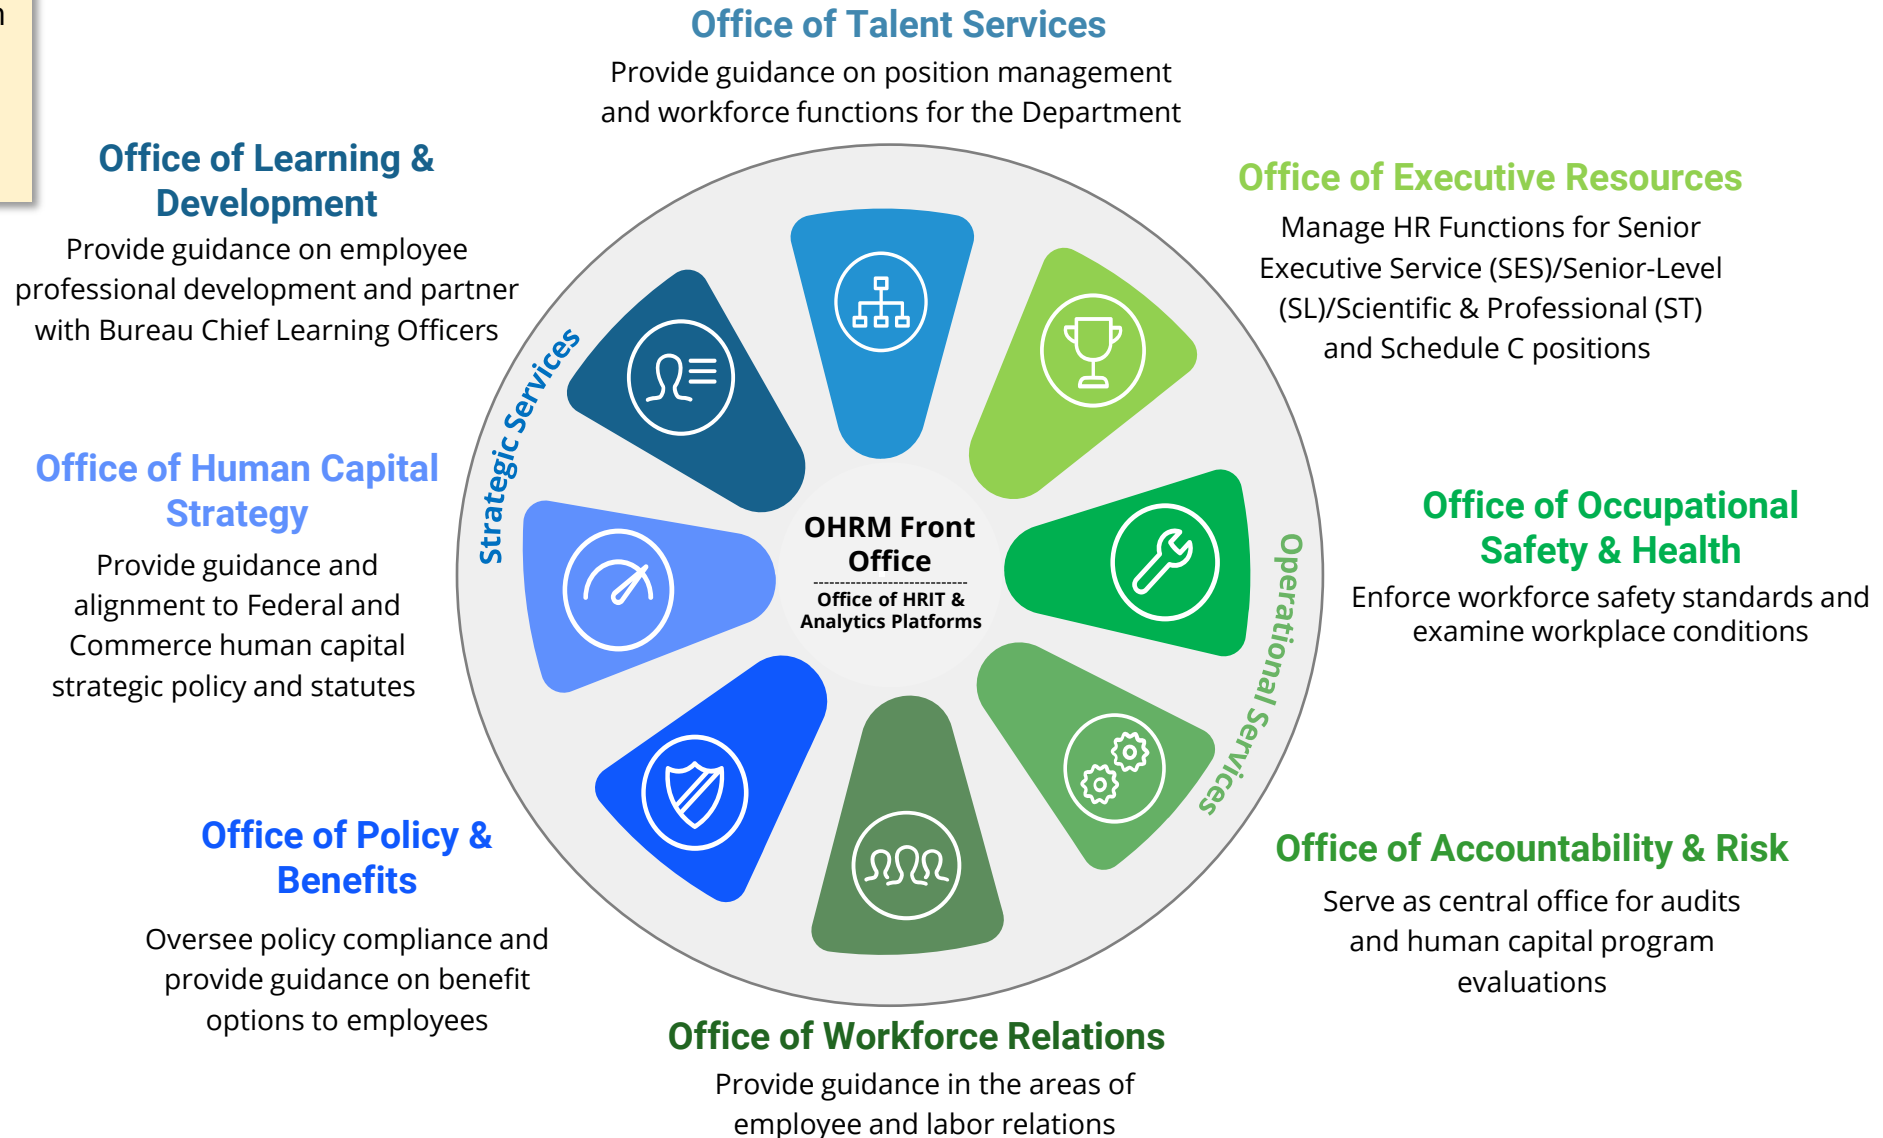 Office of Talent Services
Provide guidance on position management
and workforce functions for the Department
Office of Learning &
Development
Provide guidance on employee
professional development and partner
with Bureau Chief Learning Officers
Office of Executive Resources
Manage HR Functions for Senior
Executive Service (SES)/Senior-Level
(SL)/Scientific & Professional (ST)
and Schedule C positions
Strategic Services
Office of Human Capital
Strategy
Provide guidance and
alignment to Federal and
Commerce human capital
strategic policy and statutes
OHRM Front
Office
Office of HRIT &
Analytics Platforms
Operational Services
Office of Occupational
Safety & Health
Enforce workforce safety standards and
examine workplace conditions
Office of Policy &
Benefits
Oversee policy compliance and
provide guidance on benefit
options to employees
Office of Accountability & Risk
Serve as central office for audits
and human capital program
evaluations
Office of Workforce Relations
Provide guidance in the areas of
employee and labor relations